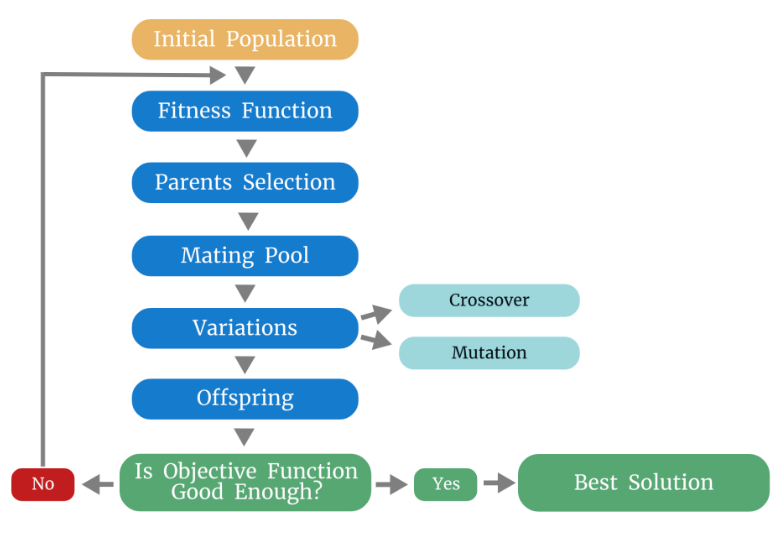 Initial Population
Fitness Function
Parents Selection
Mating Pool
Variations
Crossover
Mutation
Offspring
Is Objective Function
Good Enough?
No
Yes
Best Solution